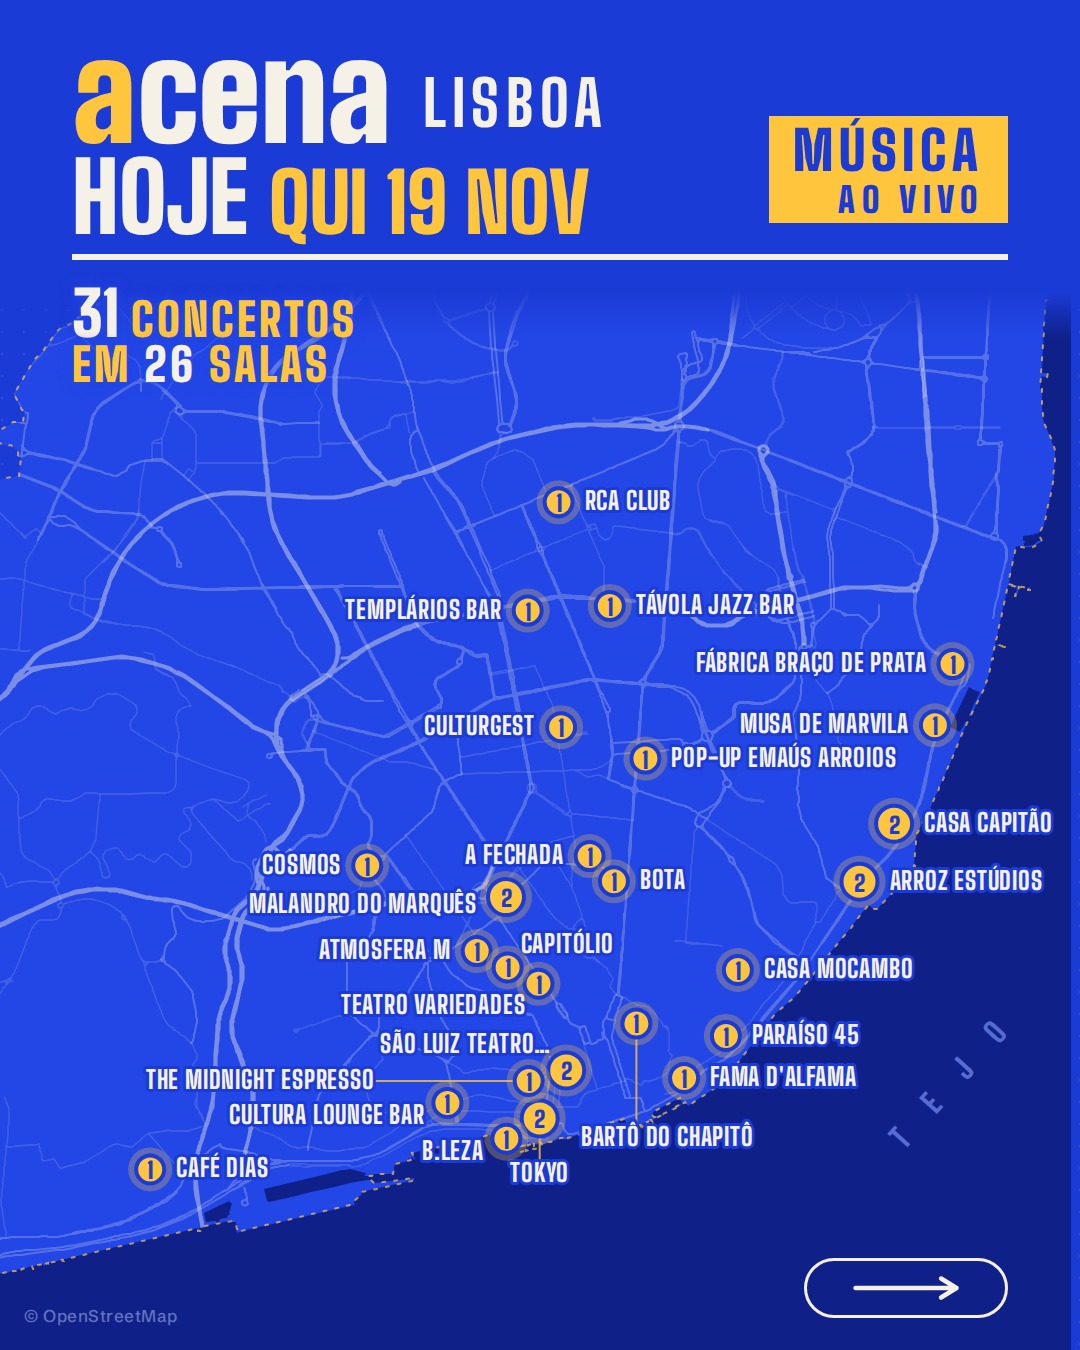 acena LISBOA
HOJE QUI 19 NOV
MÚSICA
AO VIVO
31 CONCERTOS
EM 26 SALAS
1 RCA CLUB
TEMPLÁRIOS BAR 1
1 TÁVOLA JAZZ BAR
FÁBRICA BRAÇO DE PRATA 1
CULTURGEST 1
MUSA DE MARVILA 1
1 POP-UP EMAÚS ARROIOS
2 CASA CAPITÃO
COSMOS 1
A FECHADA 1
1 BOTA
2 ARROZ ESTÚDIOS
MALANDRO DO MARQUÊS 2
ATMOSFERA M 1
1 CAPITÓLIO
1 CASA MOCAMBO
TEATRO VARIEDADES 1
1
1 PARAÍSO 45
SÃO LUIZ TEATRO... 2
THE MIDNIGHT ESPRESSO 1
1 FAMA D'ALFAMA
CULTURA LOUNGE BAR 1
2
BARTÔ DO CHAPITÔ
B.LEZA 1
TOKYO
1 CAFÉ DIAS
TEJO
© OpenStreetMap